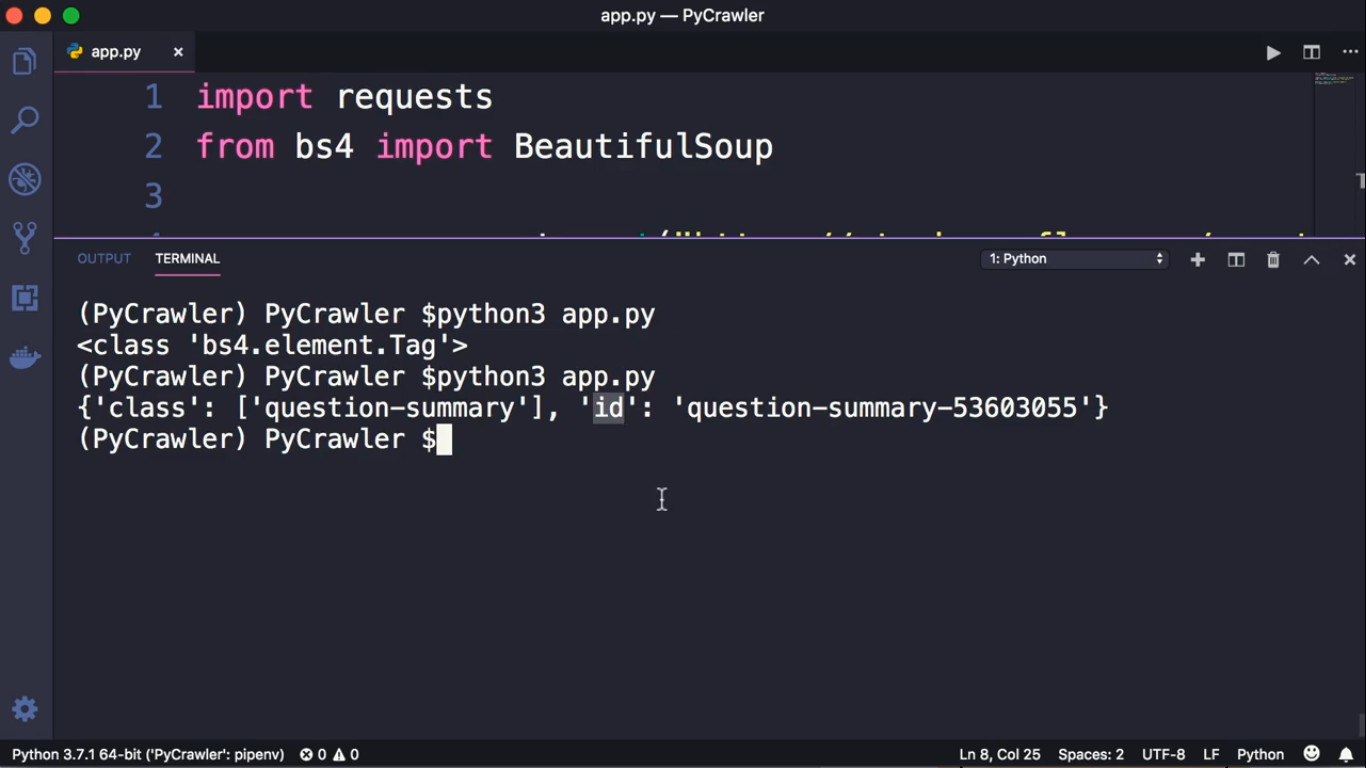 app.py — PyCrawler
app.py
1 import requests
2 from bs4 import BeautifulSoup
3
OUTPUT TERMINAL 1: Python
(PyCrawler) PyCrawler $python3 app.py
<class 'bs4.element.Tag'>
(PyCrawler) PyCrawler $python3 app.py
{'class': ['question-summary'], 'id': 'question-summary-53603055'}
(PyCrawler) PyCrawler $
Python 3.7.1 64-bit ('PyCrawler': pipenv) 0 0 Ln 8, Col 25 Spaces: 2 UTF-8 LF Python